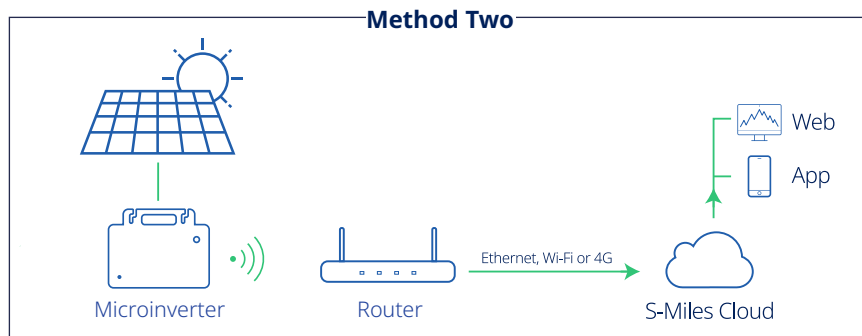 Method Two
Web
App
Ethernet, Wi-Fi or 4G
Microinverter
Router
S-Miles Cloud